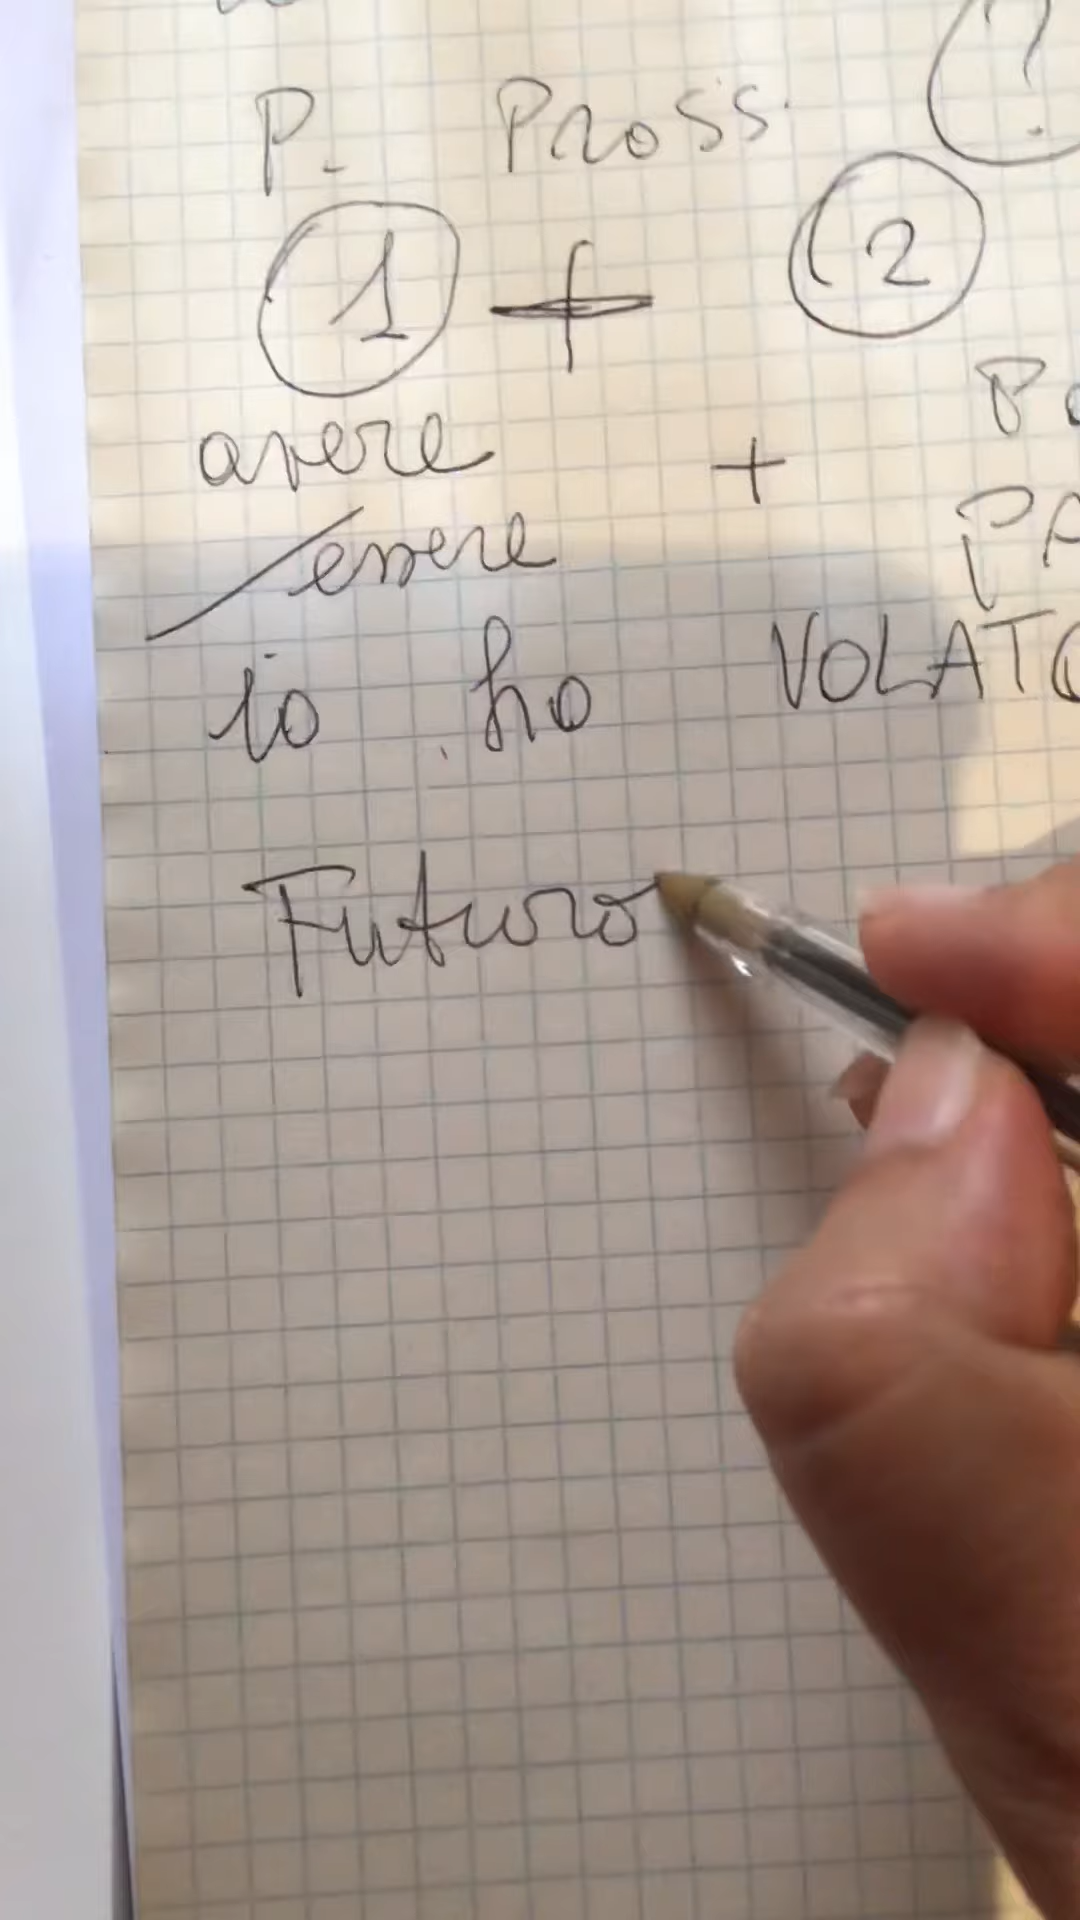 P. Pross. ?
1 + 2
avere +
/essere
io ho VOLATO
Futuro